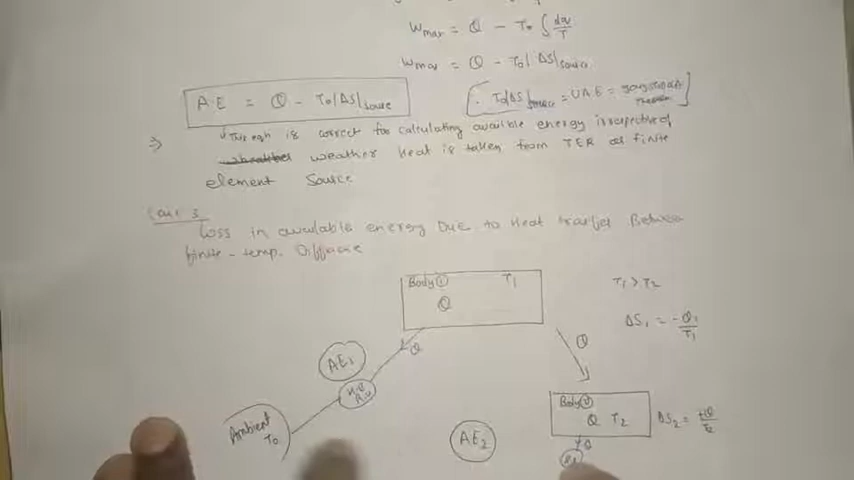 Wmax = Q - T₀ ∫ dQ/T
Wmax = Q - T₀|ΔS|source
A.E = Q - T₀|ΔS|source
[∴ T₀|ΔS|source = U.A.E =
⇒ This eqn is correct for calculating available energy irrespective of
weather Heat is taken from TER or finite
element Source
Case 3
Loss in available energy Due to Heat transfer Between
finite - temp.
Body ① T₁
Q
T₁ > T₂
ΔS₁ = -Q₁/T₁
Q
Q
AE₁
H.E
Ambient
T₀
Body ②
Q T₂
ΔS₂ = +Q/T₂
AE₂
Q